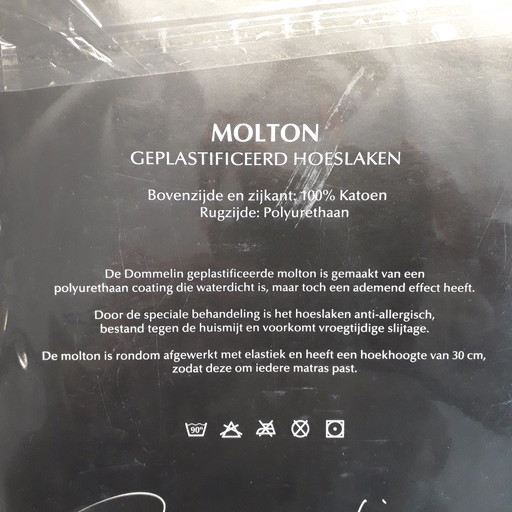 MOLTON
GEPLASTIFICEERD HOESLAKEN
Bovenzijde en zijkant: 100% Katoen
Rugzijde: Polyurethaan
De Dommelin geplastificeerde molton is gemaakt van een
polyurethaan coating die waterdicht is, maar toch een ademend effect heeft.
Door de speciale behandeling is het hoeslaken anti-allergisch,
bestand tegen de huismijt en voorkomt vroegtijdige slijtage.
De molton is rondom afgewerkt met elastiek en heeft een hoekhoogte van 30 cm,
zodat deze om iedere matras past.
90°